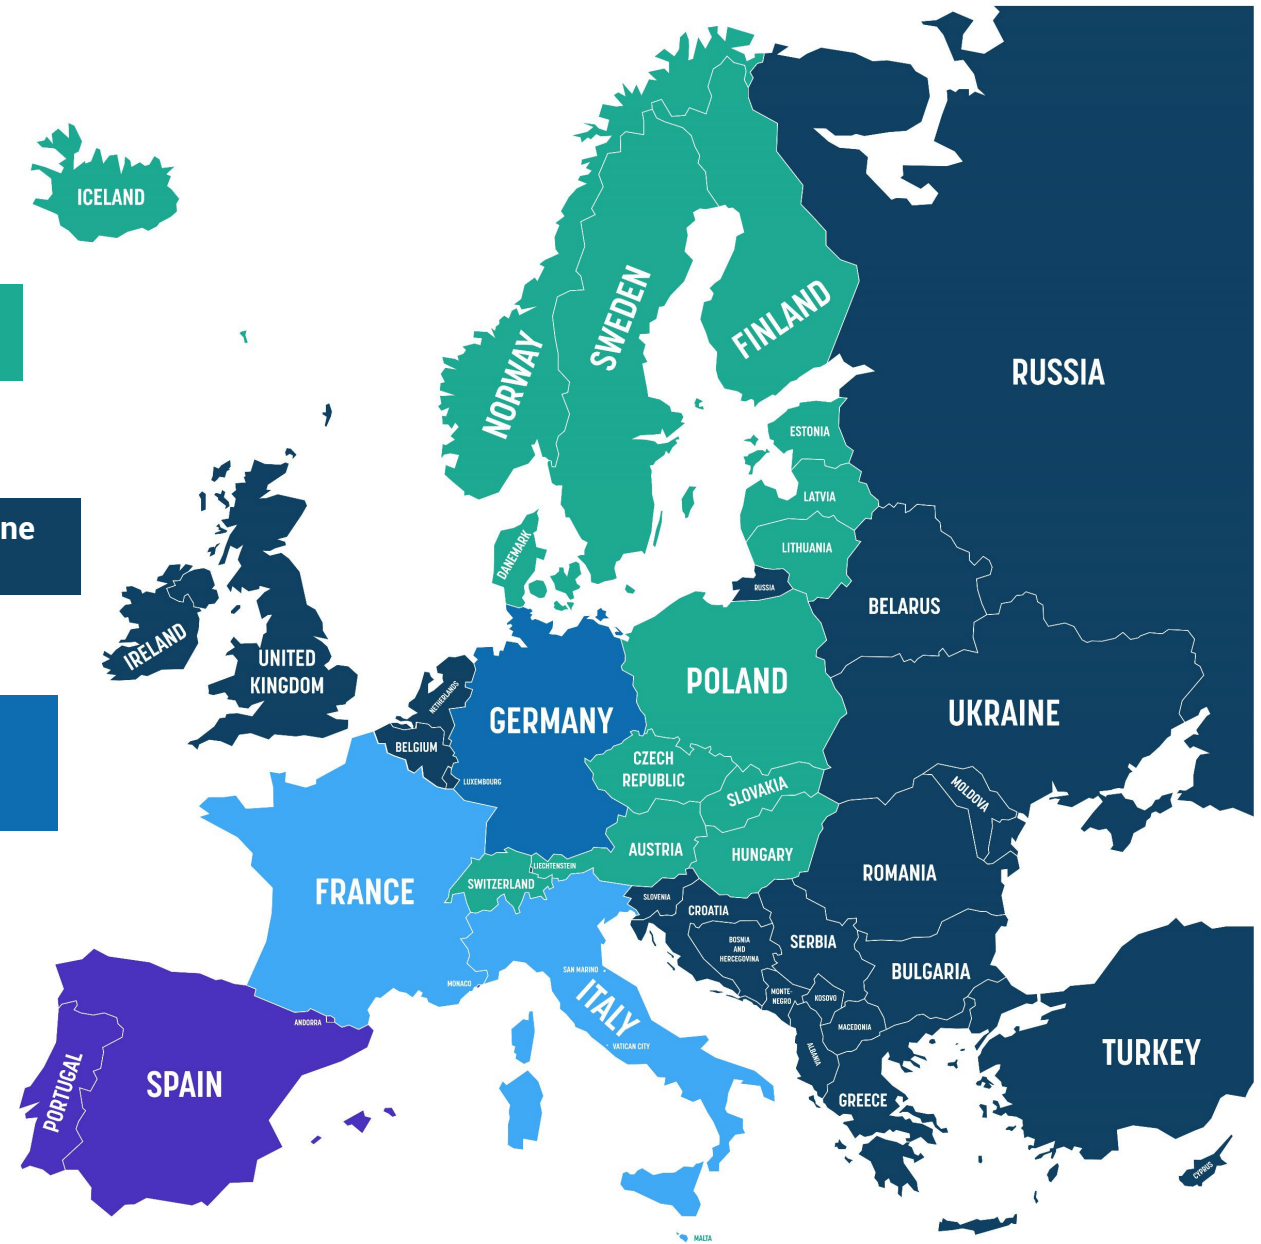 ICELAND
NORWAY
SWEDEN
FINLAND
RUSSIA
ESTONIA
LATVIA
LITHUANIA
ne
DANEMARK
RUSSIA
BELARUS
IRELAND
UNITED
KINGDOM
NETHERLANDS
POLAND
GERMANY
UKRAINE
BELGIUM
LUXEMBOURG
CZECH
REPUBLIC
SLOVAKIA
MOLDOVA
AUSTRIA
HUNGARY
LIECHTENSTEIN
SWITZERLAND
FRANCE
ROMANIA
SLOVENIA
CROATIA
BOSNIA
AND
HERCEGOVINA
SERBIA
BULGARIA
SAN MARINO
MONACO
ITALY
MONTE-
NEGRO
KOSOVO
ANDORRA
MACEDONIA
VATICAN CITY
ALBANIA
TURKEY
PORTUGAL
SPAIN
GREECE
CYPRUS
MALTA